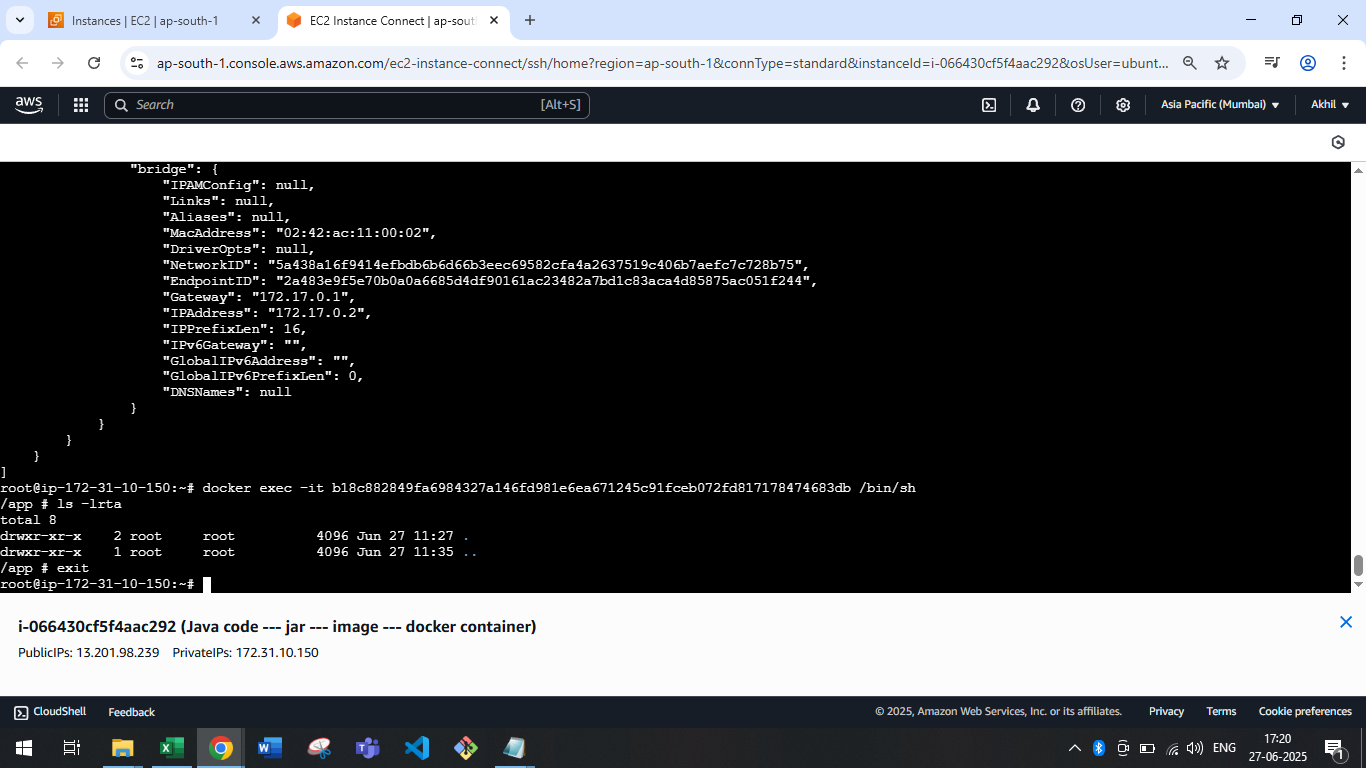 Instances | EC2 | ap-south-1
EC2 Instance Connect | ap-sout
ap-south-1.console.aws.amazon.com/ec2-instance-connect/ssh/home?region=ap-south-1&connType=standard&instanceId=i-066430cf5f4aac292&osUser=ubunt...
aws
Search
[Alt+S]
Asia Pacific (Mumbai)
Akhil
"bridge": {
"IPAMConfig": null,
"Links": null,
"Aliases": null,
"MacAddress": "02:42:ac:11:00:02",
"DriverOpts": null,
"NetworkID": "5a438a16f9414efbdb6b6d66b3eec69582cfa4a2637519c406b7aefc7c728b75",
"EndpointID": "2a483e9f5e70b0a0a6685d4df90161ac23482a7bd1c83aca4d85875ac051f244",
"Gateway": "172.17.0.1",
"IPAddress": "172.17.0.2",
"IPPrefixLen": 16,
"IPv6Gateway": "",
"GlobalIPv6Address": "",
"GlobalIPv6PrefixLen": 0,
"DNSNames": null
}
}
}
}
]
root@ip-172-31-10-150:~# docker exec -it b18c882849fa6984327a146fd981e6ea671245c91fceb072fd817178474683db /bin/sh
/app # ls -lrta
total 8
drwxr-xr-x 2 root root 4096 Jun 27 11:27 .
drwxr-xr-x 1 root root 4096 Jun 27 11:35 ..
/app # exit
root@ip-172-31-10-150:~#
i-066430cf5f4aac292 (Java code --- jar --- image --- docker container)
PublicIPs: 13.201.98.239 PrivateIPs: 172.31.10.150
CloudShell
Feedback
© 2025, Amazon Web Services, Inc. or its affiliates.
Privacy
Terms
Cookie preferences
ENG
17:20
27-06-2025
1